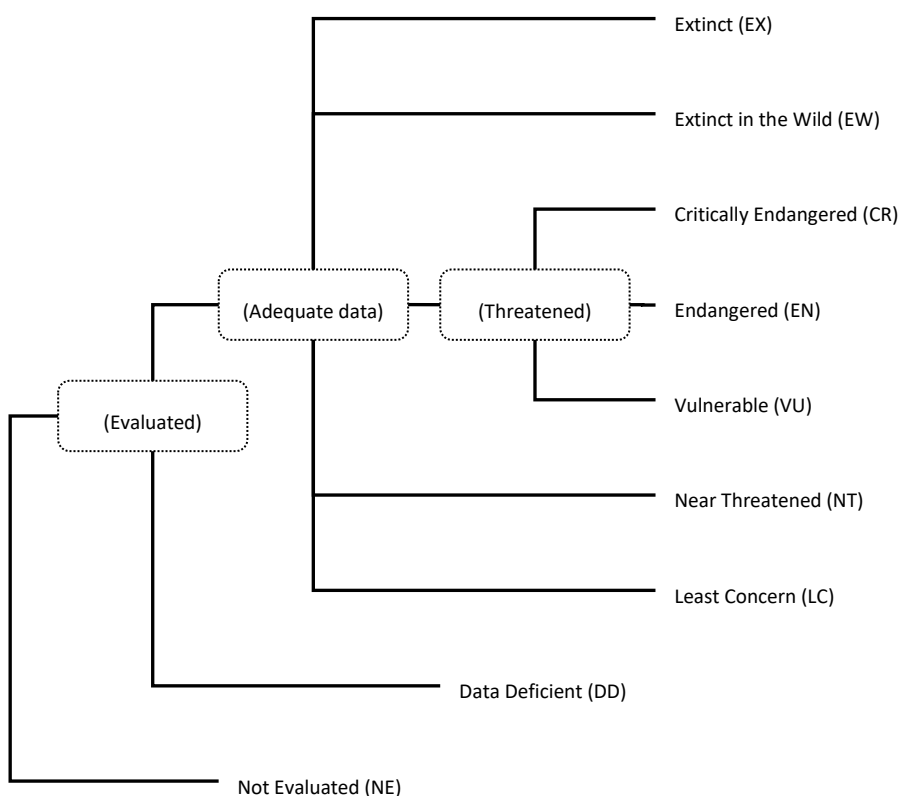 Extinct (EX)
Extinct in the Wild (EW)
Critically Endangered (CR)
(Adequate data)
(Threatened)
Endangered (EN)
Vulnerable (VU)
(Evaluated)
Near Threatened (NT)
Least Concern (LC)
Data Deficient (DD)
Not Evaluated (NE)